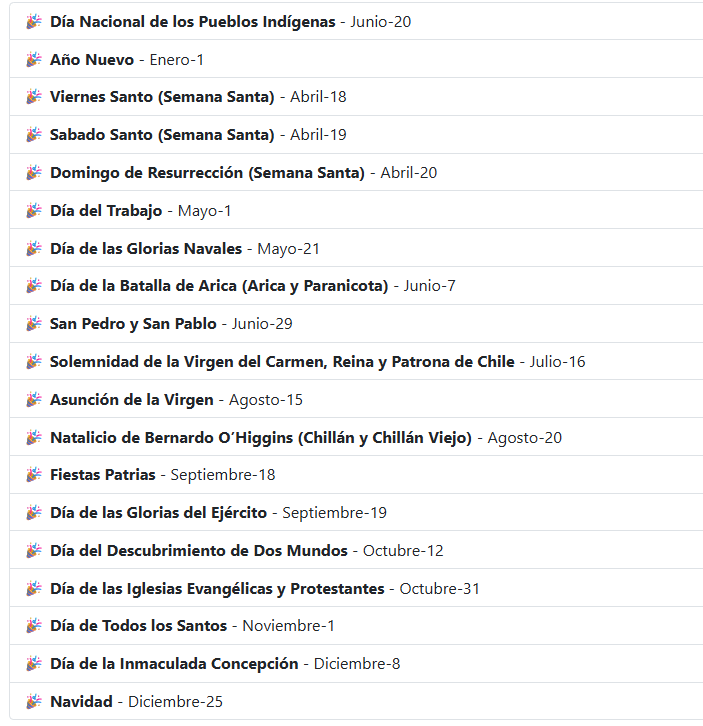 Día Nacional de los Pueblos Indígenas - Junio-20
Año Nuevo - Enero-1
Viernes Santo (Semana Santa) - Abril-18
Sabado Santo (Semana Santa) - Abril-19
Domingo de Resurrección (Semana Santa) - Abril-20
Día del Trabajo - Mayo-1
Día de las Glorias Navales - Mayo-21
Día de la Batalla de Arica (Arica y Paranicota) - Junio-7
San Pedro y San Pablo - Junio-29
Solemnidad de la Virgen del Carmen, Reina y Patrona de Chile - Julio-16
Asunción de la Virgen - Agosto-15
Natalicio de Bernardo O’Higgins (Chillán y Chillán Viejo) - Agosto-20
Fiestas Patrias - Septiembre-18
Día de las Glorias del Ejército - Septiembre-19
Día del Descubrimiento de Dos Mundos - Octubre-12
Día de las Iglesias Evangélicas y Protestantes - Octubre-31
Día de Todos los Santos - Noviembre-1
Día de la Inmaculada Concepción - Diciembre-8
Navidad - Diciembre-25